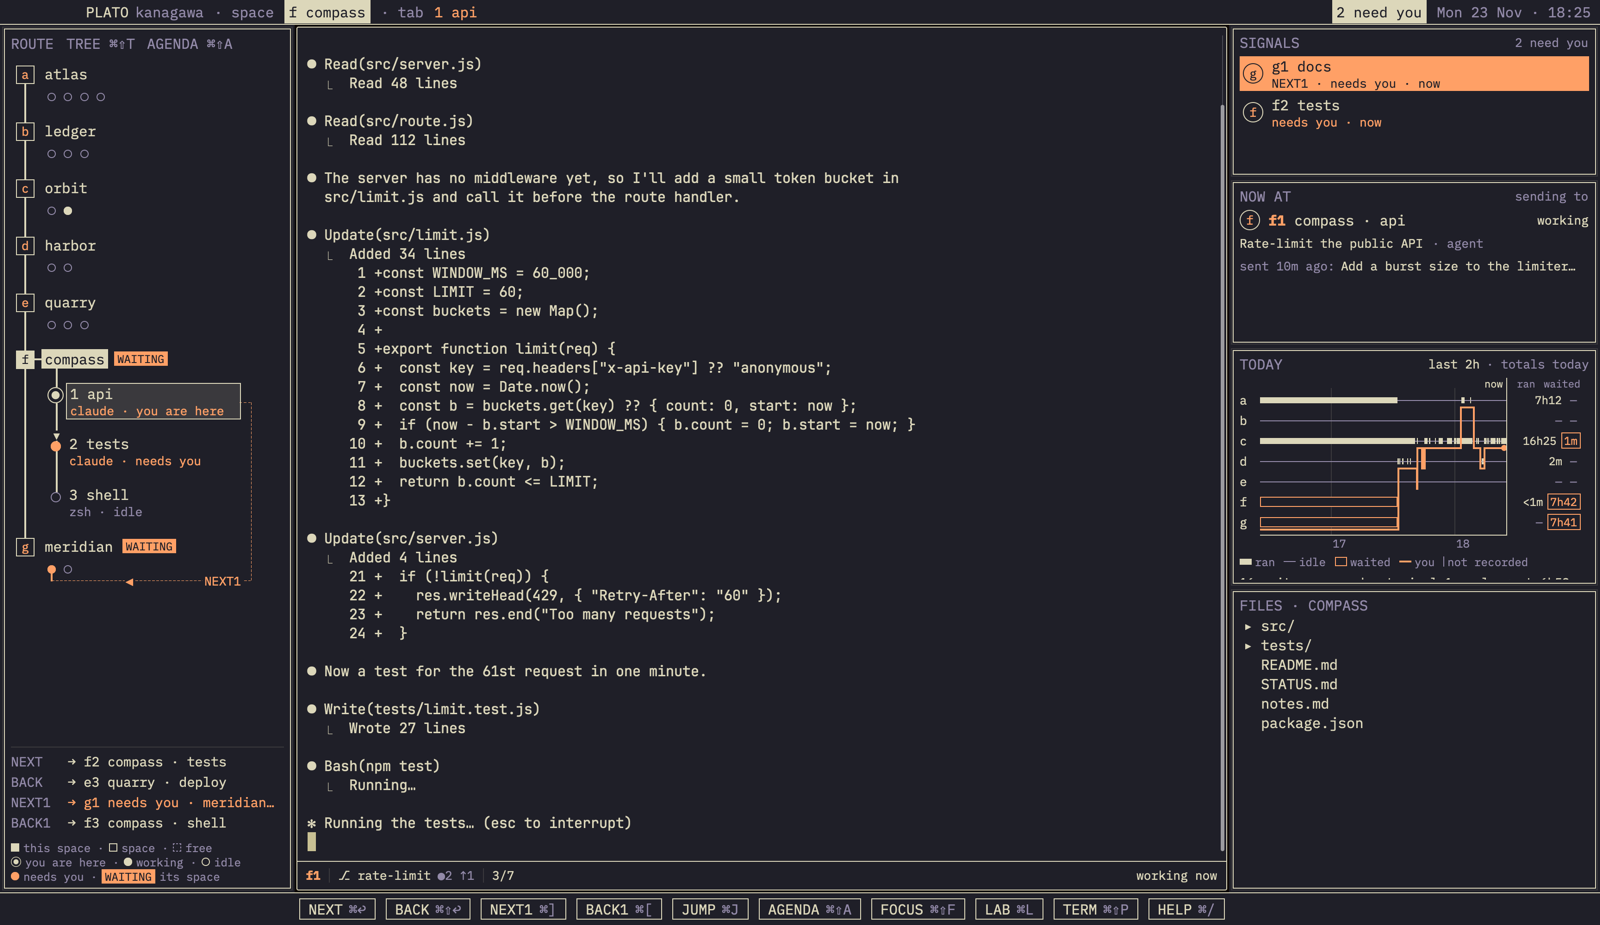 PLATO kanagawa · space f compass · tab 1 api
2 need you Mon 23 Nov · 18:25
ROUTE TREE ⌘⇧T AGENDA ⌘⇧A
a atlas
b ledger
c orbit
d harbor
e quarry
f compass WAITING
1 api
claude · you are here
2 tests
claude · needs you
3 shell
zsh · idle
g meridian WAITING
NEXT1
NEXT → f2 compass · tests
BACK → e3 quarry · deploy
NEXT1 → g1 needs you · meridian…
BACK1 → f3 compass · shell
this space · space · free
you are here · working · idle
needs you · WAITING its space
● Read(src/server.js)
⎿ Read 48 lines
● Read(src/route.js)
⎿ Read 112 lines
● The server has no middleware yet, so I'll add a small token bucket in
src/limit.js and call it before the route handler.
● Update(src/limit.js)
⎿ Added 34 lines
1 +const WINDOW_MS = 60_000;
2 +const LIMIT = 60;
3 +const buckets = new Map();
4 +
5 +export function limit(req) {
6 +  const key = req.headers["x-api-key"] ?? "anonymous";
7 +  const now = Date.now();
8 +  const b = buckets.get(key) ?? { count: 0, start: now };
9 +  if (now - b.start > WINDOW_MS) { b.count = 0; b.start = now; }
10 +  b.count += 1;
11 +  buckets.set(key, b);
12 +  return b.count <= LIMIT;
13 +}
● Update(src/server.js)
⎿ Added 4 lines
21 +  if (!limit(req)) {
22 +    res.writeHead(429, { "Retry-After": "60" });
23 +    return res.end("Too many requests");
24 +  }
● Now a test for the 61st request in one minute.
● Write(tests/limit.test.js)
⎿ Wrote 27 lines
● Bash(npm test)
⎿ Running…
✻ Running the tests… (esc to interrupt)
f1 rate-limit ●2 ↑1 3/7
working now
SIGNALS 2 need you
g g1 docs
NEXT1 · needs you · now
f f2 tests
needs you · now
NOW AT sending to
f f1 compass · api working
Rate-limit the public API · agent
sent 10m ago: Add a burst size to the limiter…
TODAY last 2h · totals today
now ran waited
a 7h12 —
b — —
c 16h25 1m
d 2m —
e — —
f <1m 7h42
g — 7h41
17 18
ran idle waited you not recorded
FILES · COMPASS
▸ src/
▸ tests/
README.md
STATUS.md
notes.md
package.json
NEXT ⌘↩ BACK ⌘⇧↩ NEXT1 ⌘] BACK1 ⌘[ JUMP ⌘J AGENDA ⌘⇧A FOCUS ⌘⇧F LAB ⌘L TERM ⌘⇧P HELP ⌘/